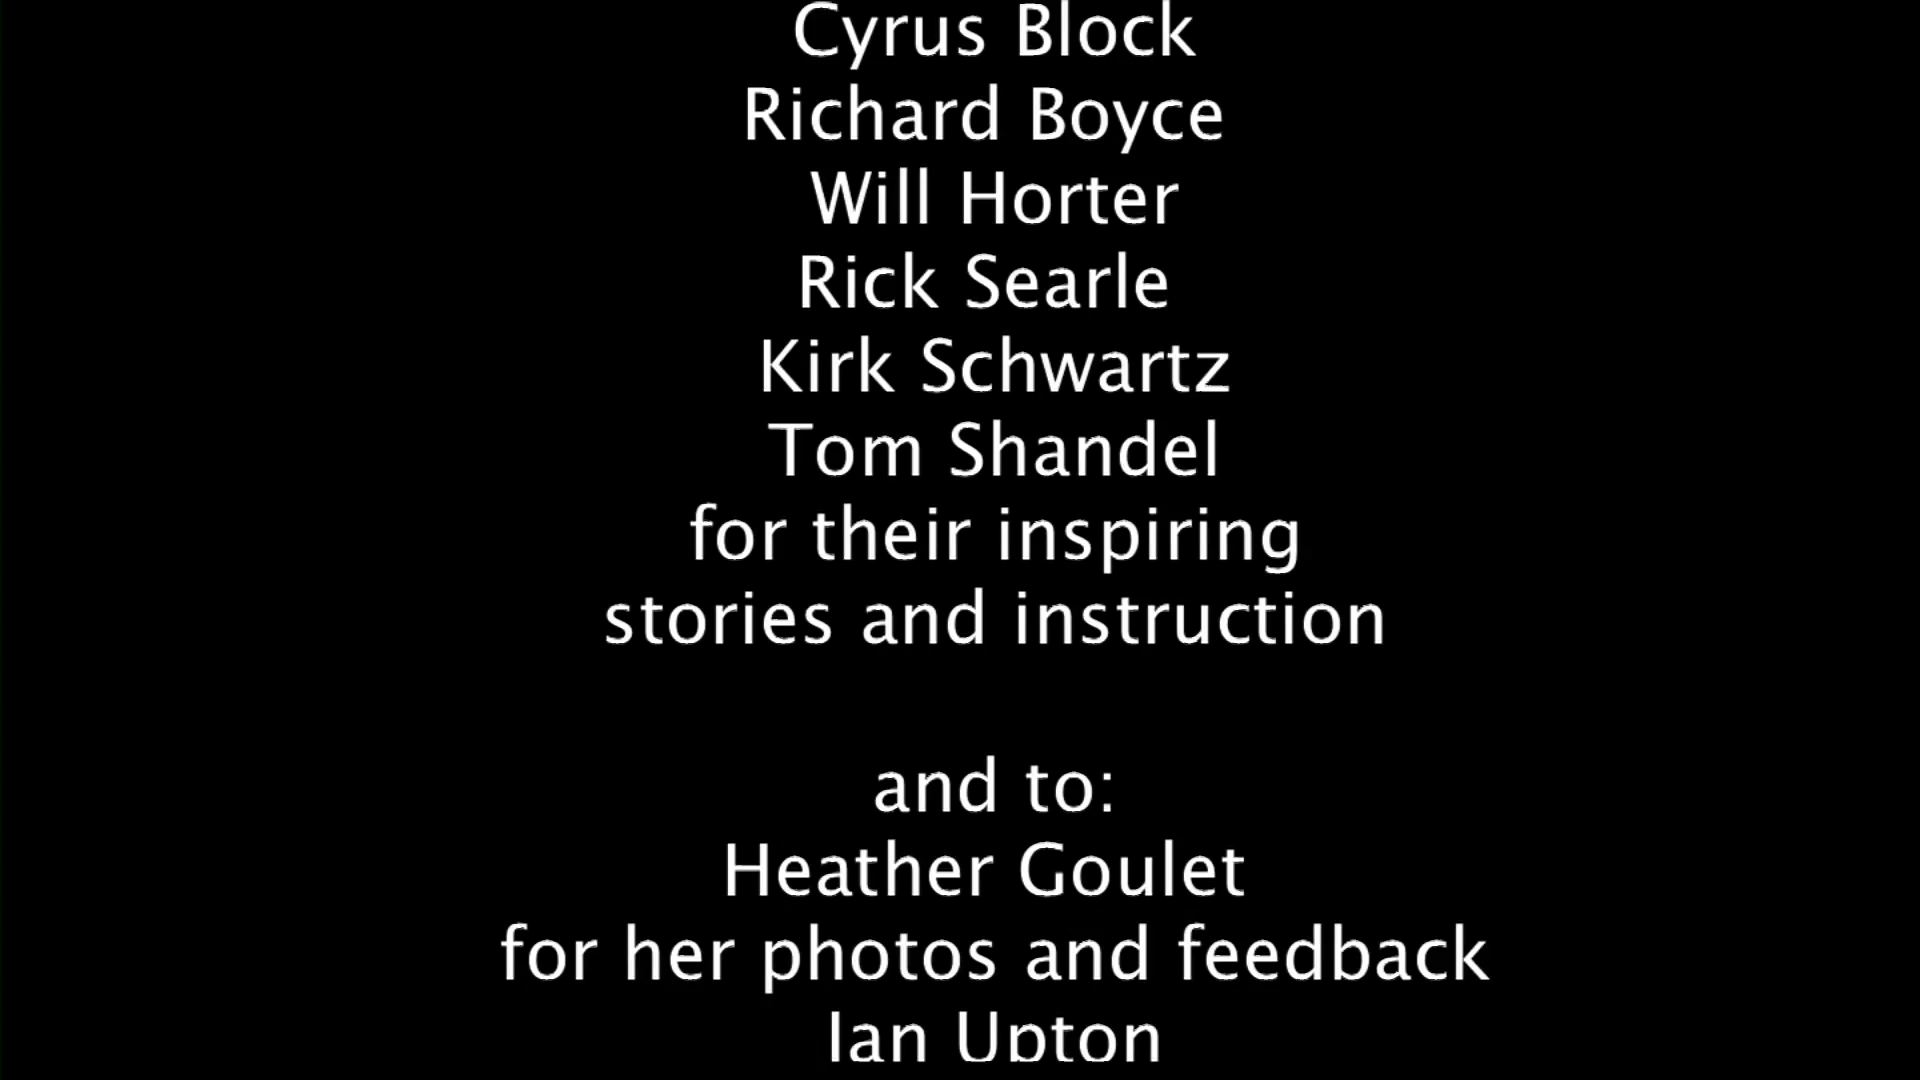 Cyrus Block
Richard Boyce
Will Horter
Rick Searle
Kirk Schwartz
Tom Shandel
for their inspiring
stories and instruction
and to:
Heather Goulet
for her photos and feedback
Ian Upton